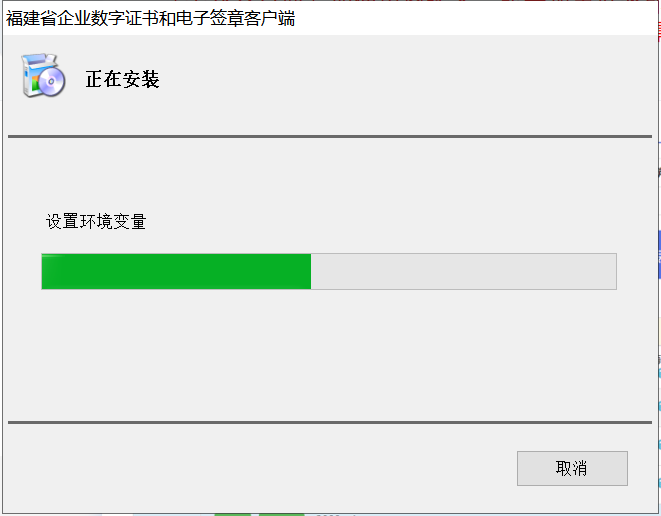 福建省企业数字证书和电子签章客户端
正在安装
设置环境变量
取消